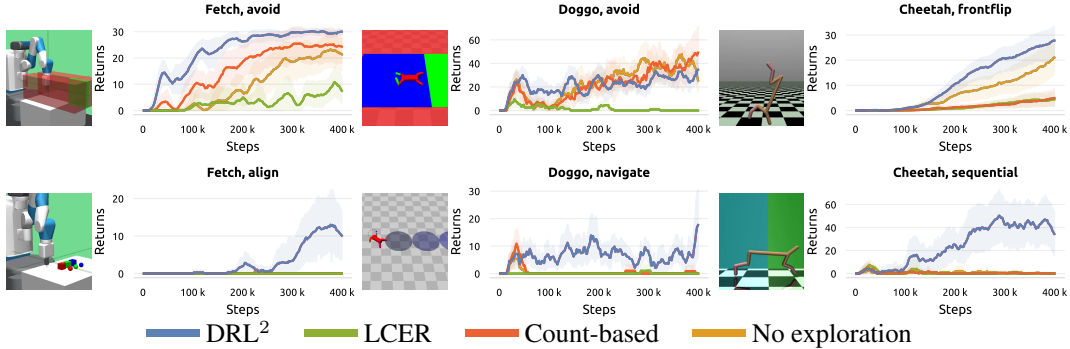 Fetch, avoid
Returns
30
20
10
0
0
100 k
200 k
300 k
400 k
Steps
Doggo, avoid
Returns
60
40
20
0
0
100 k
200 k
300 k
400 k
Steps
Cheetah, frontflip
Returns
30
20
10
0
0
100 k
200 k
300 k
400 k
Steps
Fetch, align
Returns
20
10
0
0
100 k
200 k
300 k
400 k
Steps
Doggo, navigate
Returns
30
20
10
0
0
100 k
200 k
300 k
400 k
Steps
Cheetah, sequential
Returns
60
40
20
0
0
100 k
200 k
300 k
400 k
Steps
DRL² LCER Count-based No exploration